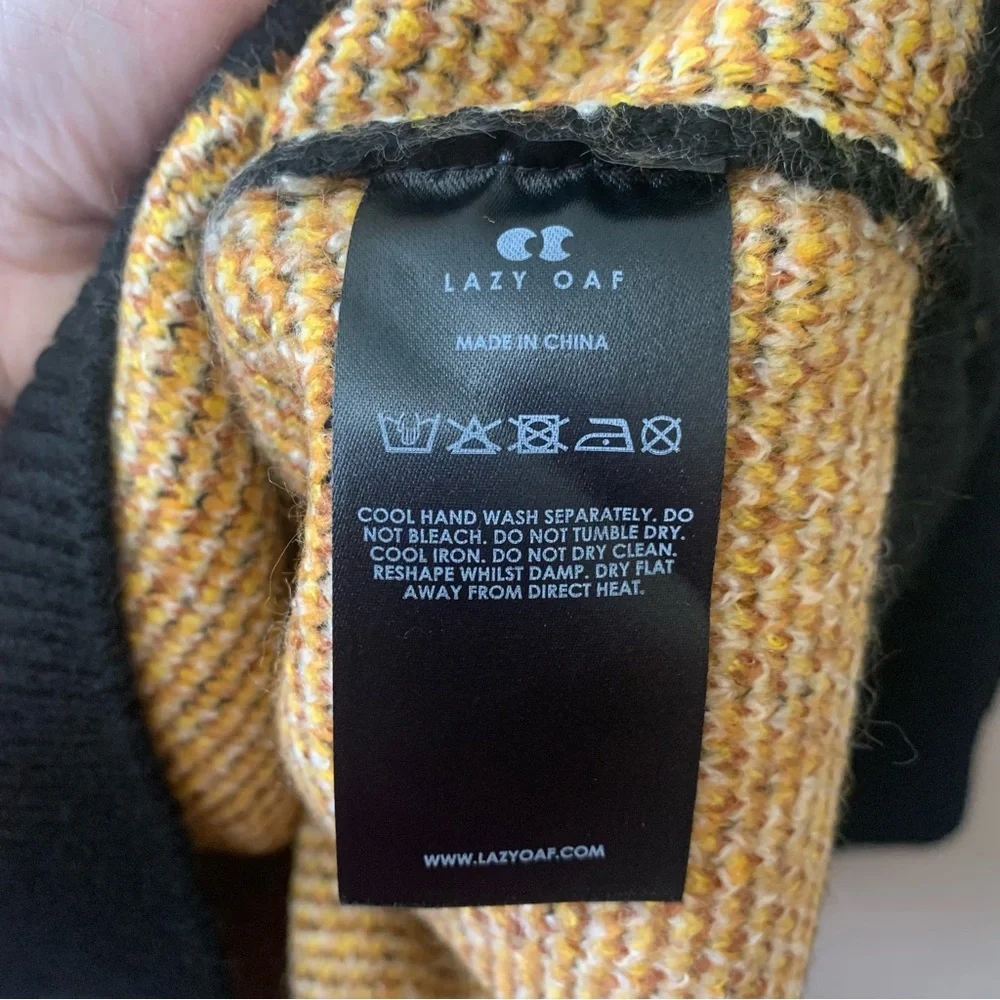 LAZY OAF
MADE IN CHINA
COOL HAND WASH SEPARATELY. DO
NOT BLEACH. DO NOT TUMBLE DRY.
COOL IRON. DO NOT DRY CLEAN.
RESHAPE WHILST DAMP. DRY FLAT
AWAY FROM DIRECT HEAT.
WWW.LAZYOAF.COM